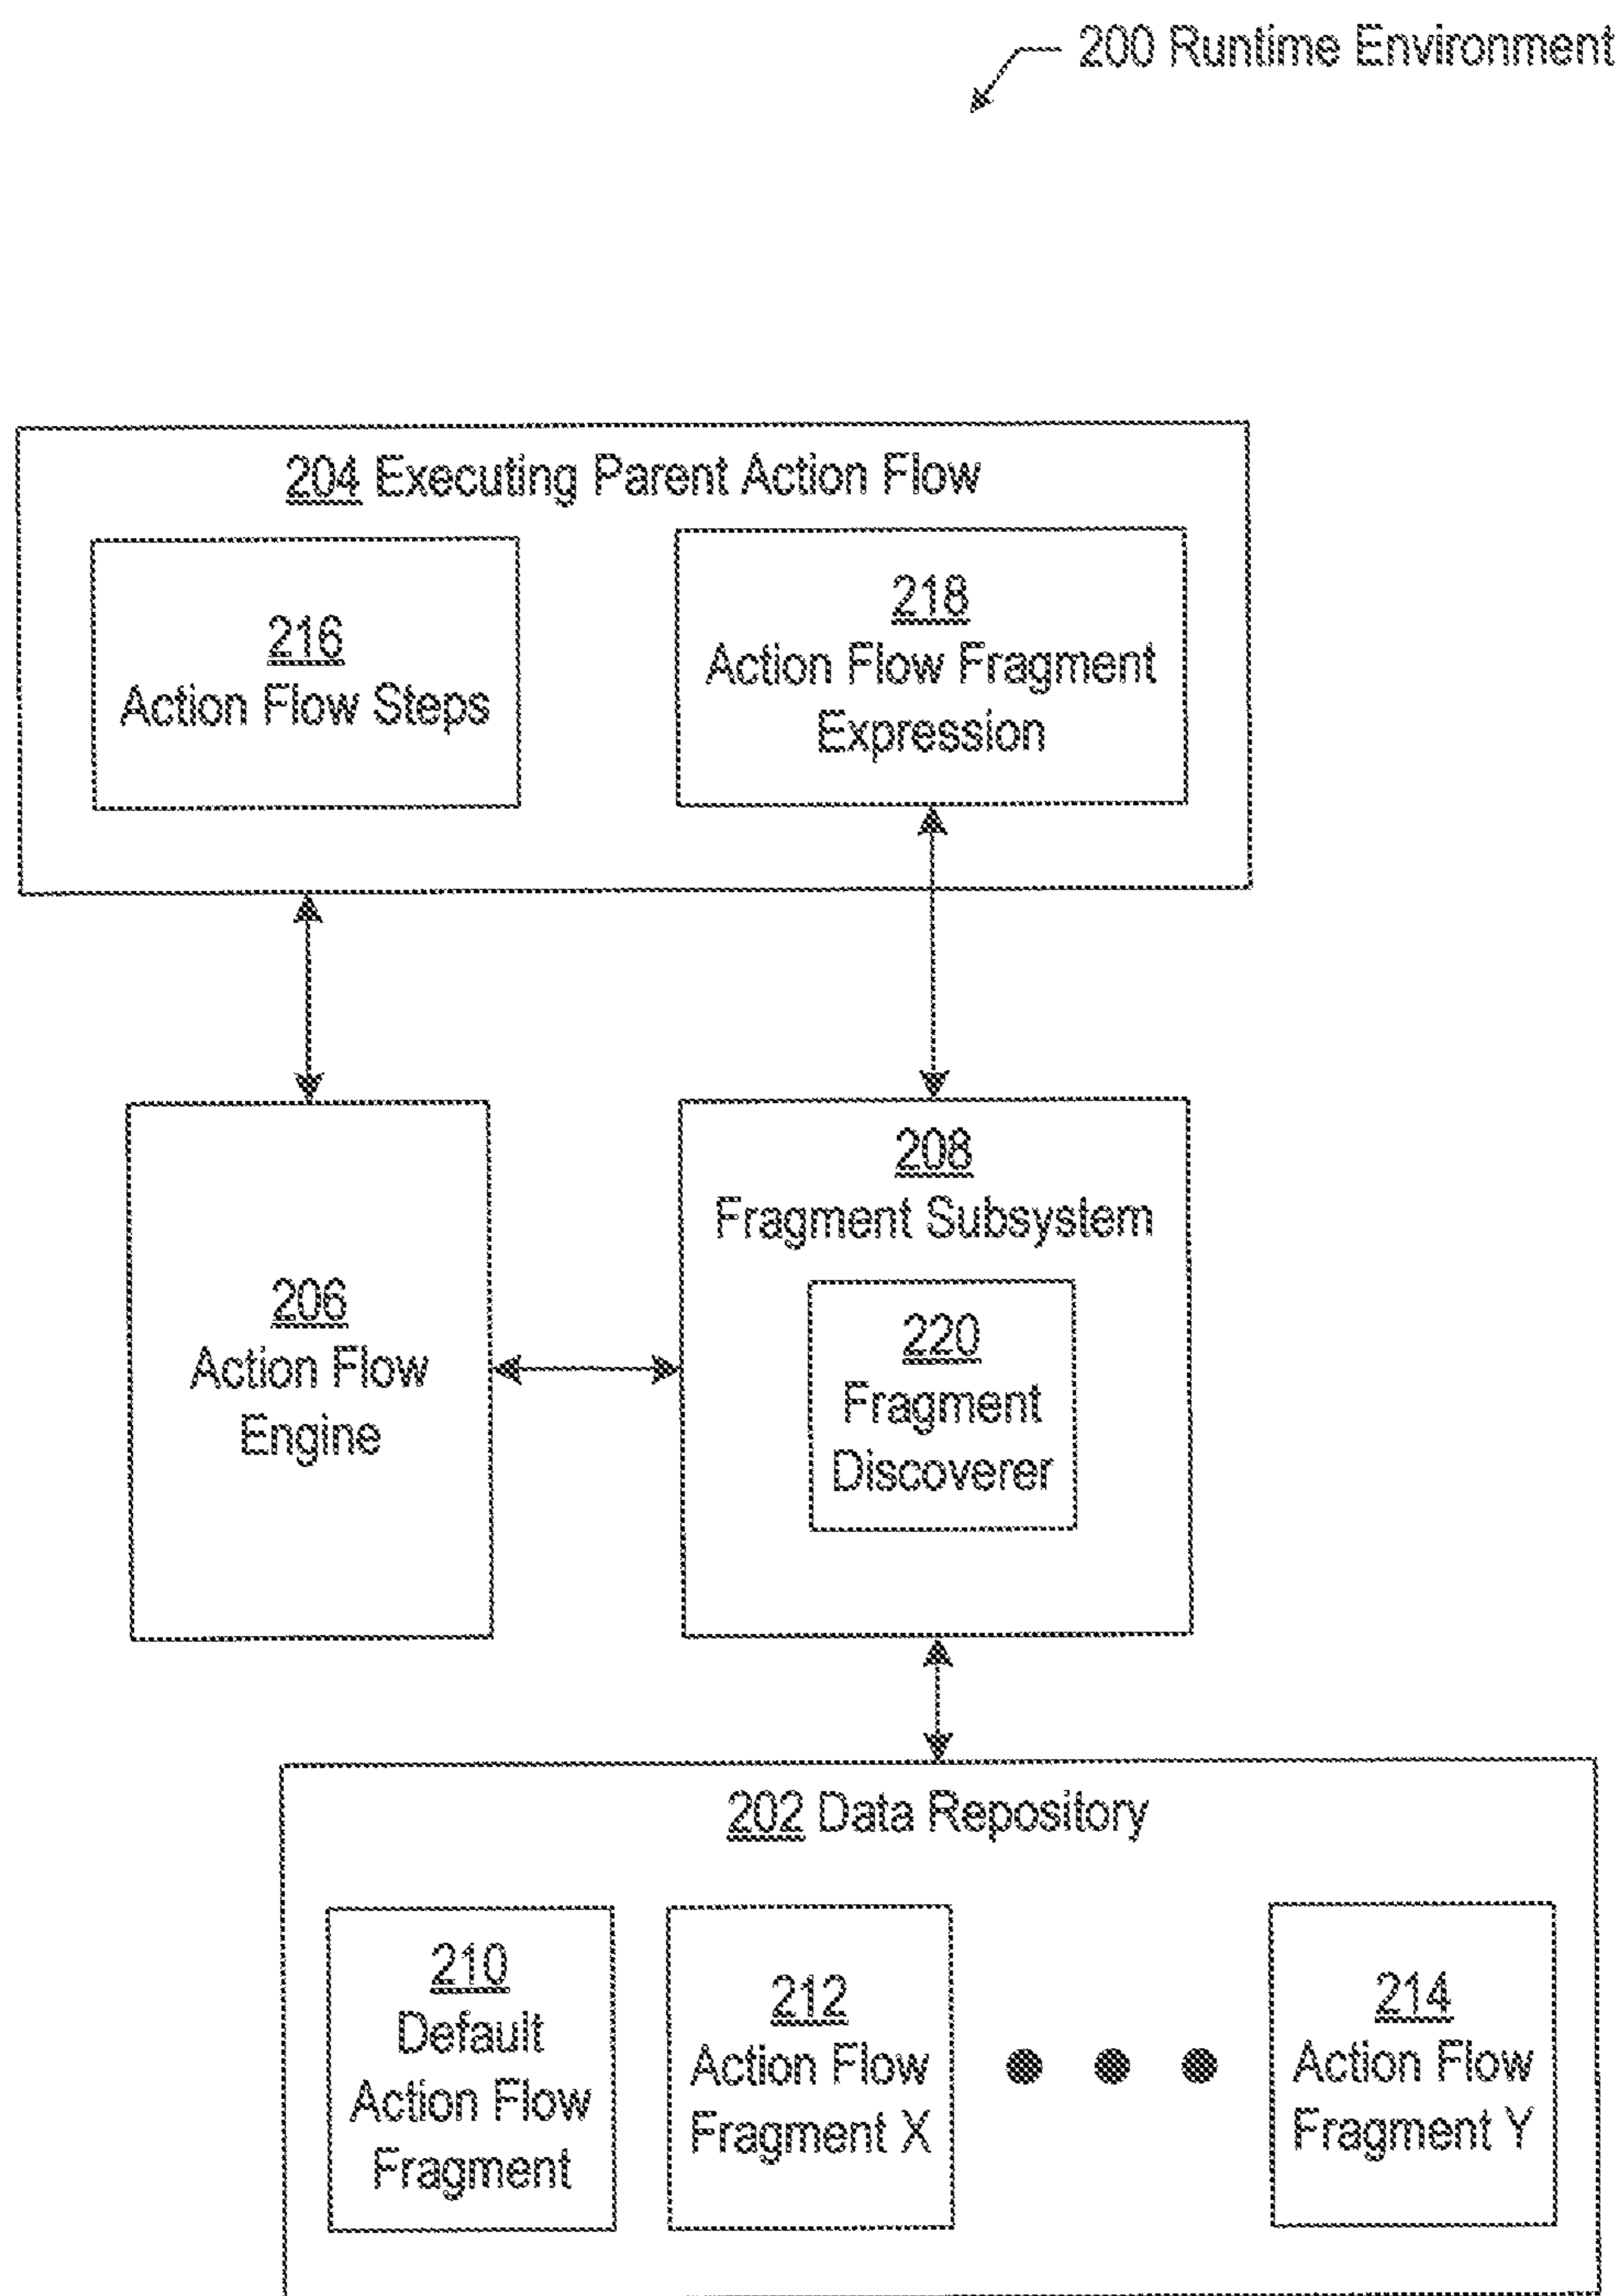 200 Runtime Environment
204 Executing Parent Action Flow
216
Action Flow Steps
218
Action Flow Fragment
Expression
206
Action Flow
Engine
208
Fragment Subsystem
220
Fragment
Discoverer
202 Data Repository
210
Default
Action Flow
Fragment
212
Action Flow
Fragment X
214
Action Flow
Fragment Y